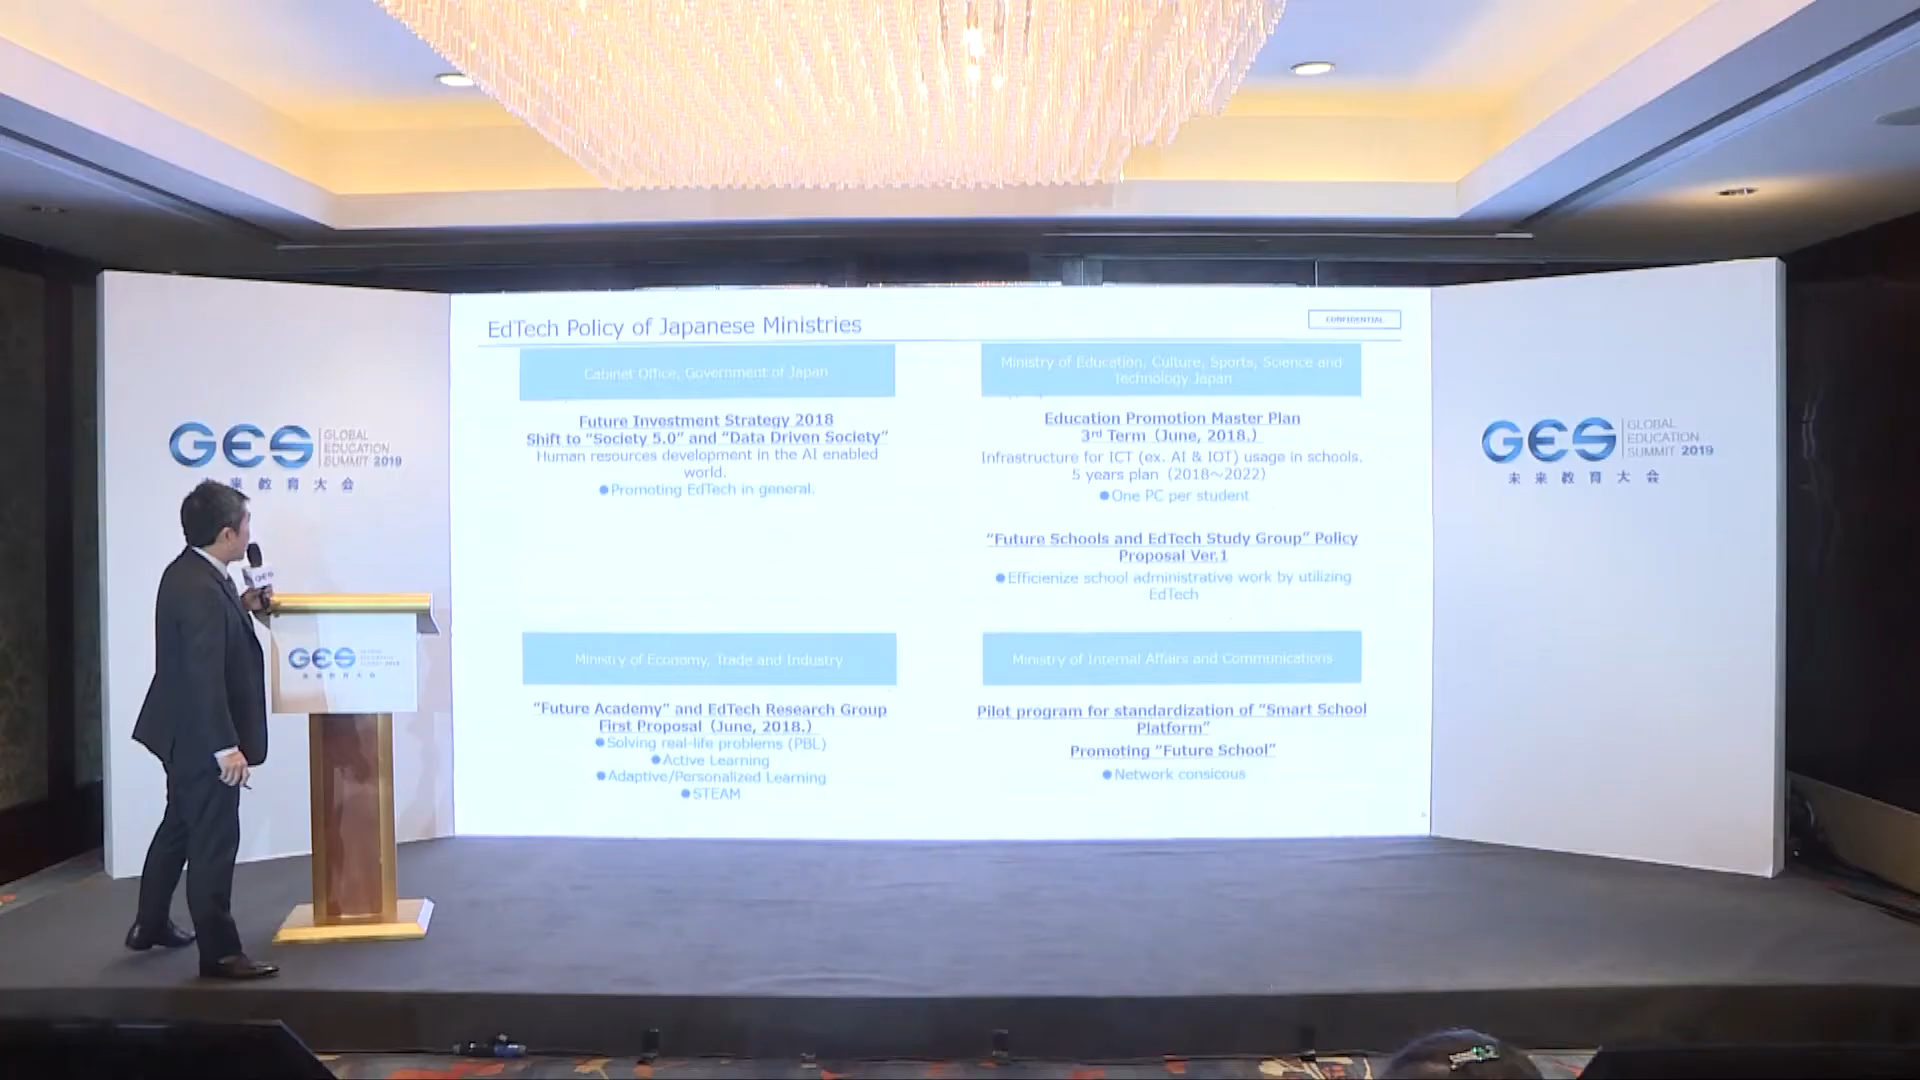 EdTech Policy of Japanese Ministries
CONFIDENTIAL
Cabinet Office, Government of Japan
Future Investment Strategy 2018
Shift to “Society 5.0” and “Data Driven Society”
Human resources development in the AI enabled
world.
●Promoting EdTech in general.
Ministry of Education, Culture, Sports, Science and
Technology Japan
Education Promotion Master Plan
3rd Term (June, 2018.)
Infrastructure for ICT (ex. AI & IOT) usage in schools.
5 years plan (2018～2022)
●One PC per student
“Future Schools and EdTech Study Group” Policy
Proposal Ver.1
●Efficienize school administrative work by utilizing
EdTech
Ministry of Economy, Trade and Industry
“Future Academy” and EdTech Research Group
First Proposal (June, 2018.)
●Solving real-life problems (PBL)
●Active Learning
●Adaptive/Personalized Learning
●STEAM
Ministry of Internal Affairs and Communications
Pilot program for standardization of “Smart School
Platform”
Promoting “Future School”
●Network consicous
GES
GLOBAL
EDUCATION
SUMMIT 2019
来教育大会
GES
GLOBAL
EDUCATION
SUMMIT 2019
未来教育大会
GES
GES
未来教育大会